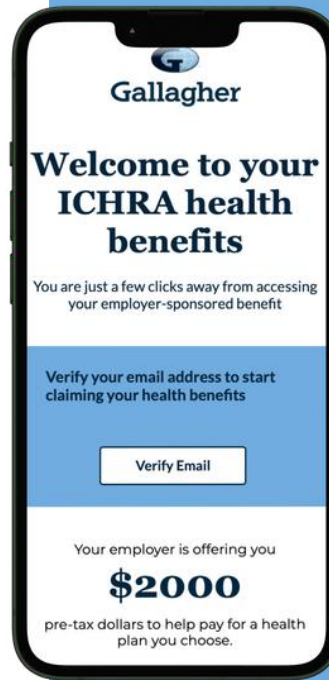 G
Gallagher
Welcome to your
ICHRA health
benefits
You are just a few clicks away from accessing
your employer-sponsored benefit
Verify your email address to start
claiming your health benefits
Verify Email
Your employer is offering you
$2000
pre-tax dollars to help pay for a health
plan you choose.